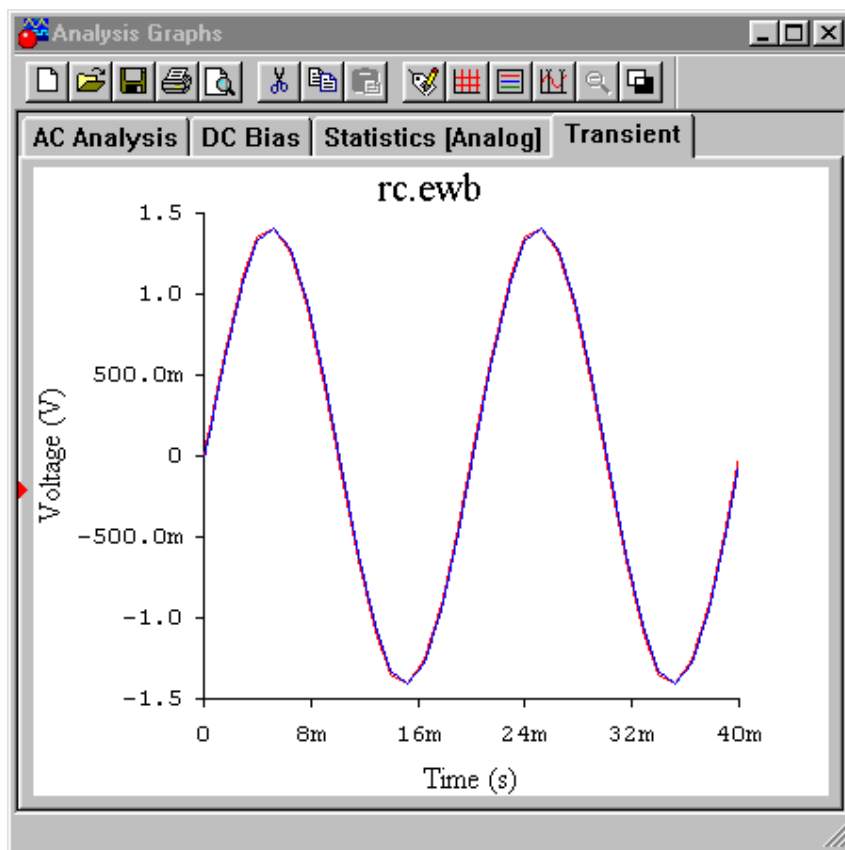 Analysis Graphs
AC Analysis DC Bias Statistics [Analog] Transient
rc.ewb
1.5
1.0
500.0m
0
-500.0m
-1.0
-1.5
Voltage (V)
0 8m 16m 24m 32m 40m
Time (s)